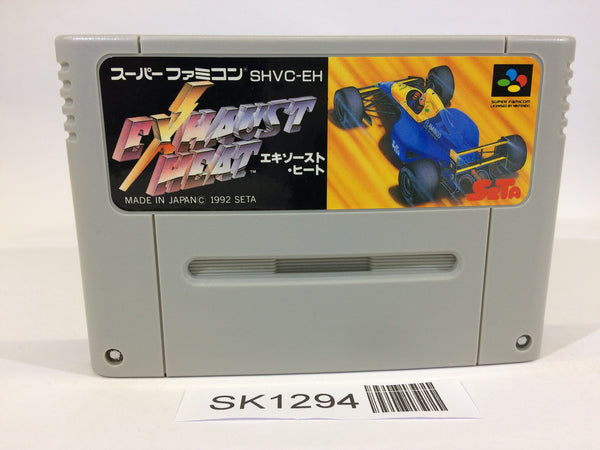 スーパーファミコン SHVC-EH
EXHAUST
HEAT™
エキゾースト
・ヒート
MADE IN JAPAN © 1992 SETA
SUPER FAMICOM
LICENSED BY NINTENDO
SETA
SK1294